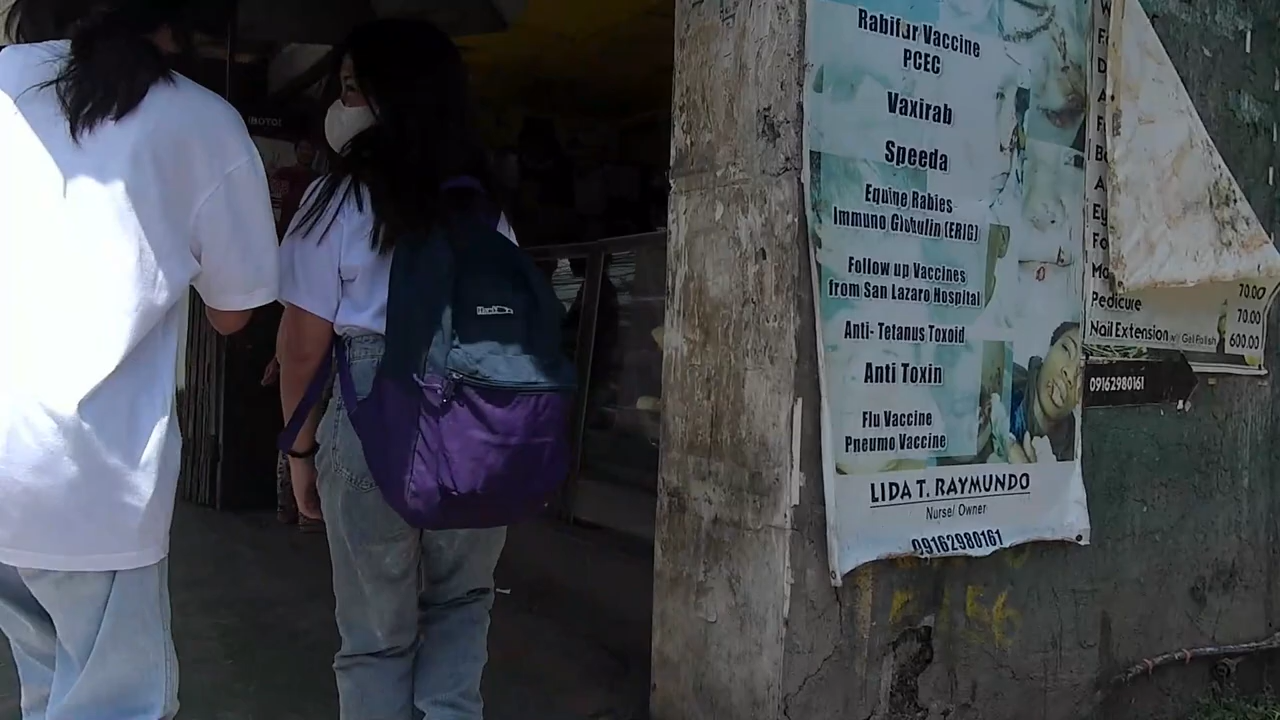 Rabifur Vaccine
PCEC
Vaxirab
Speeda
Equine Rabies
Immuno Globulin (ERIG)
Follow up Vaccines
from San Lazaro Hospital
Anti- Tetanus Toxoid
Anti Toxin
Flu Vaccine
Pneumo Vaccine
LIDA T. RAYMUNDO
Nurse/ Owner
09162980161
70.00
Pedicure 70.00
Nail Extension w/ Gel Polish 600.00
09162980161